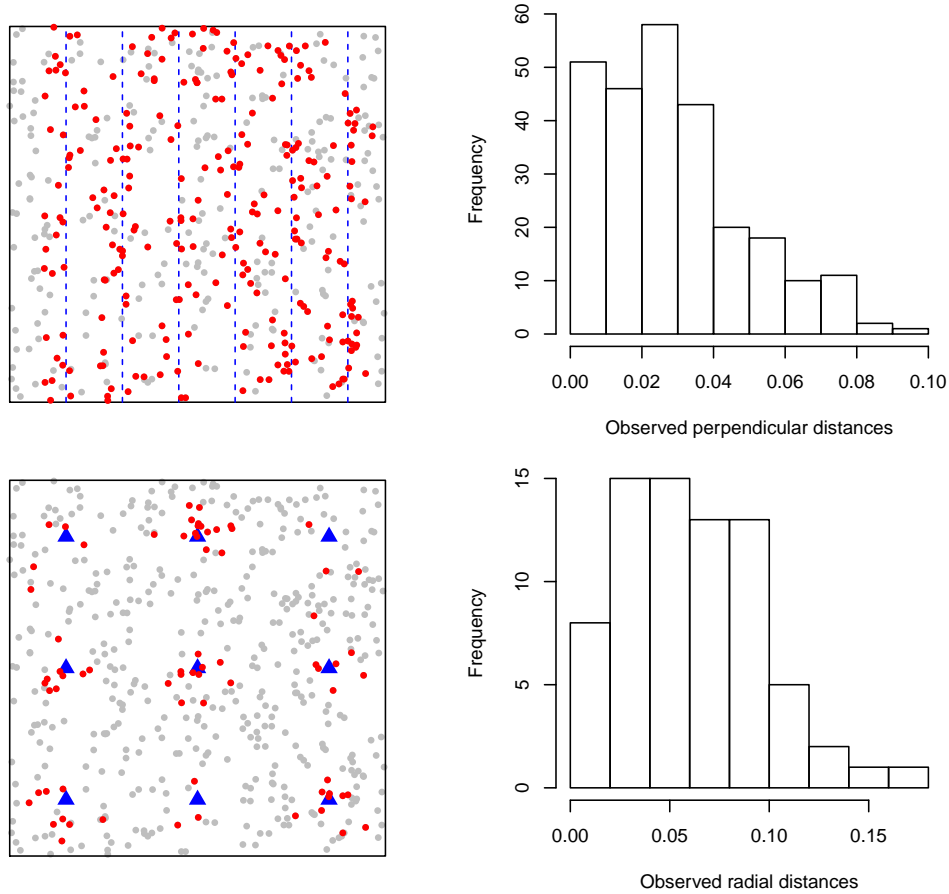 Frequency
0 10 20 30 40 50 60
0.00 0.02 0.04 0.06 0.08 0.10
Observed perpendicular distances
Frequency
0 5 10 15
0.00 0.05 0.10 0.15
Observed radial distances